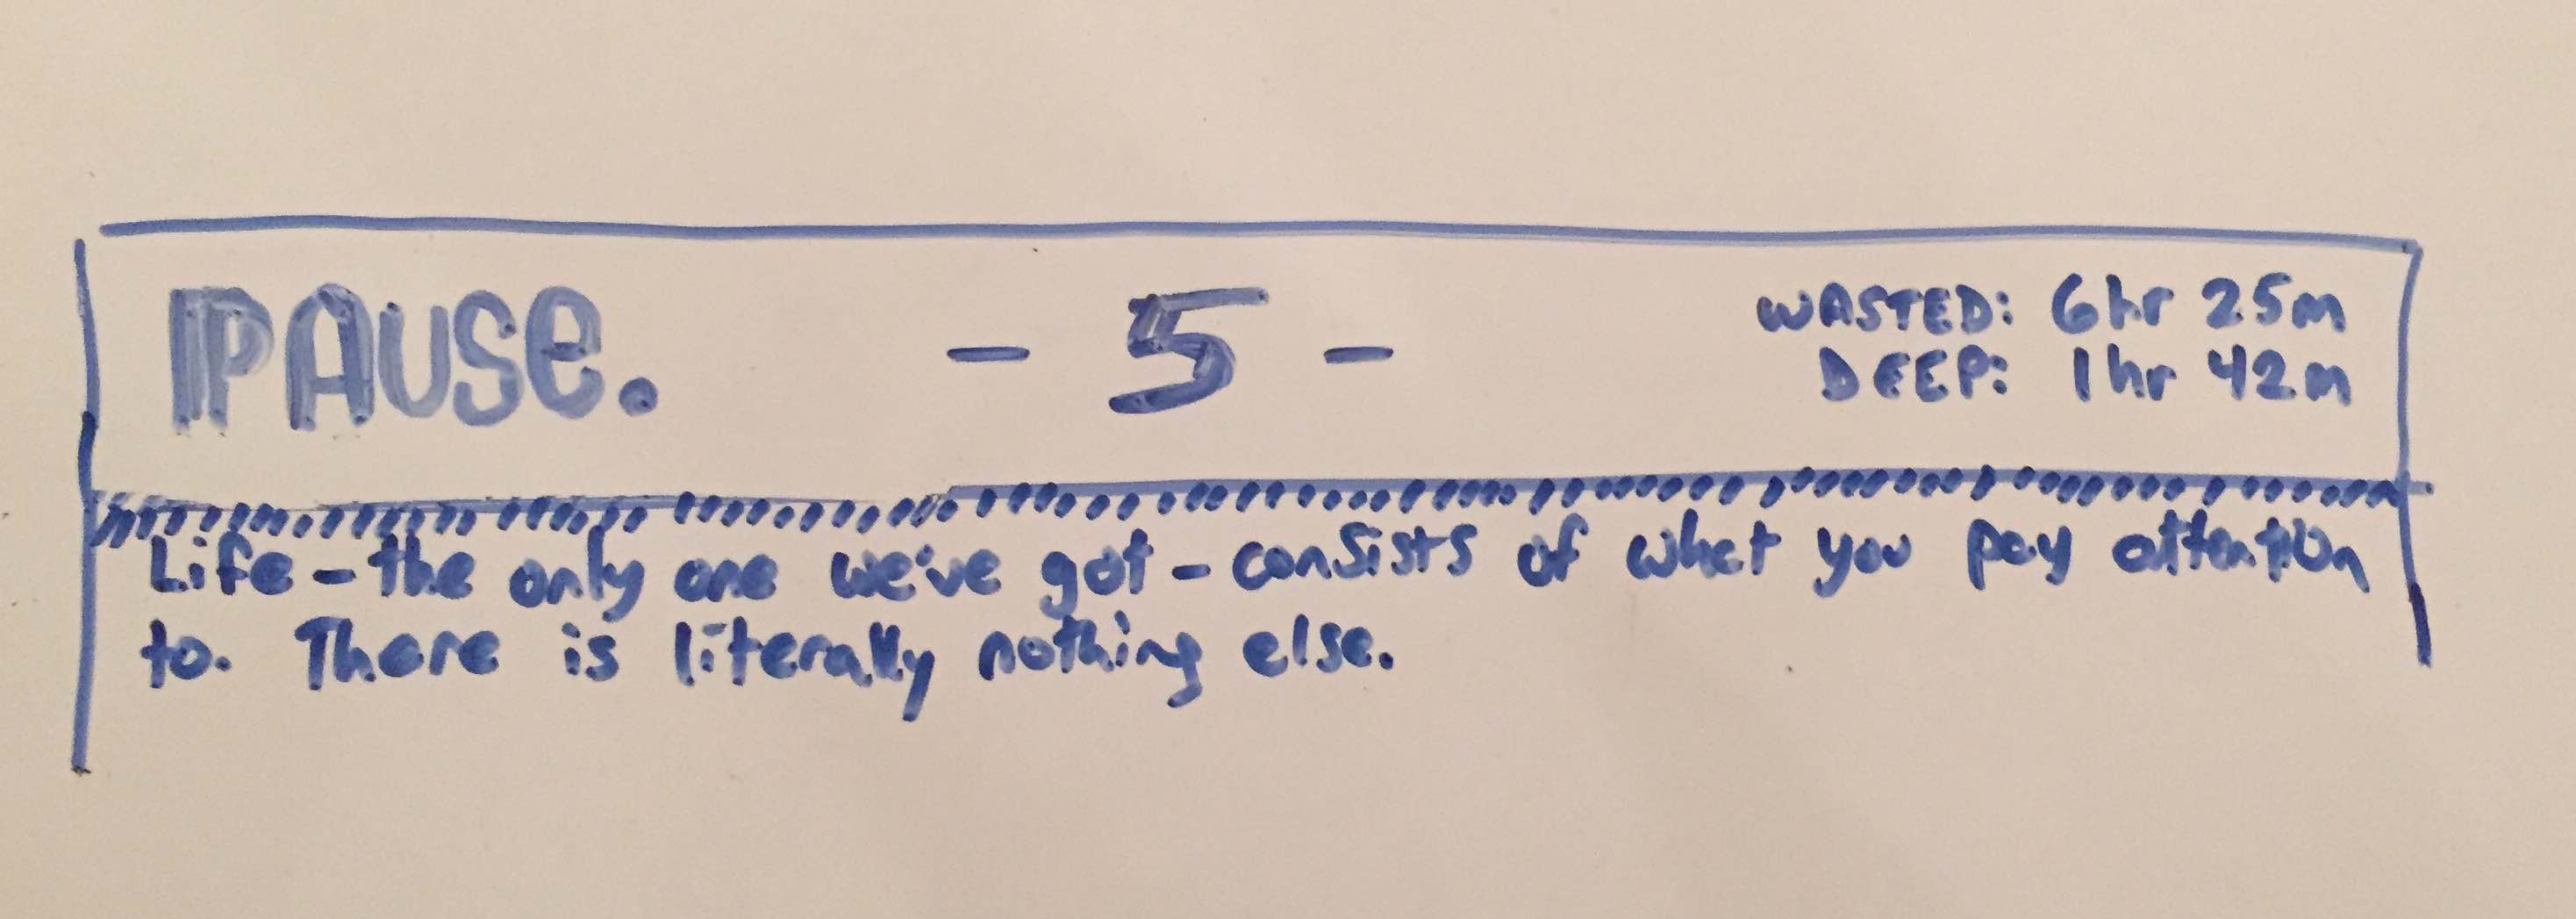 PAUSE. - 5 - WASTED: 6hr 25m
DEEP: 1hr 42m
Life - the only one we've got - consists of what you pay attention
to. There is literally nothing else.